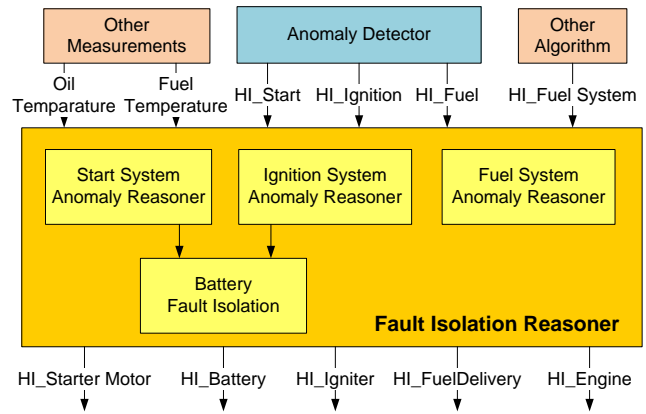 Other
Measurements
Anomaly Detector
Other
Algorithm
Oil
Temparature
Fuel
Temperature
HI_Start
HI_Ignition
HI_Fuel
HI_Fuel System
Start System
Anomaly Reasoner
Ignition System
Anomaly Reasoner
Fuel System
Anomaly Reasoner
Battery
Fault Isolation
Fault Isolation Reasoner
HI_Starter Motor
HI_Battery
HI_Igniter
HI_FuelDelivery
HI_Engine